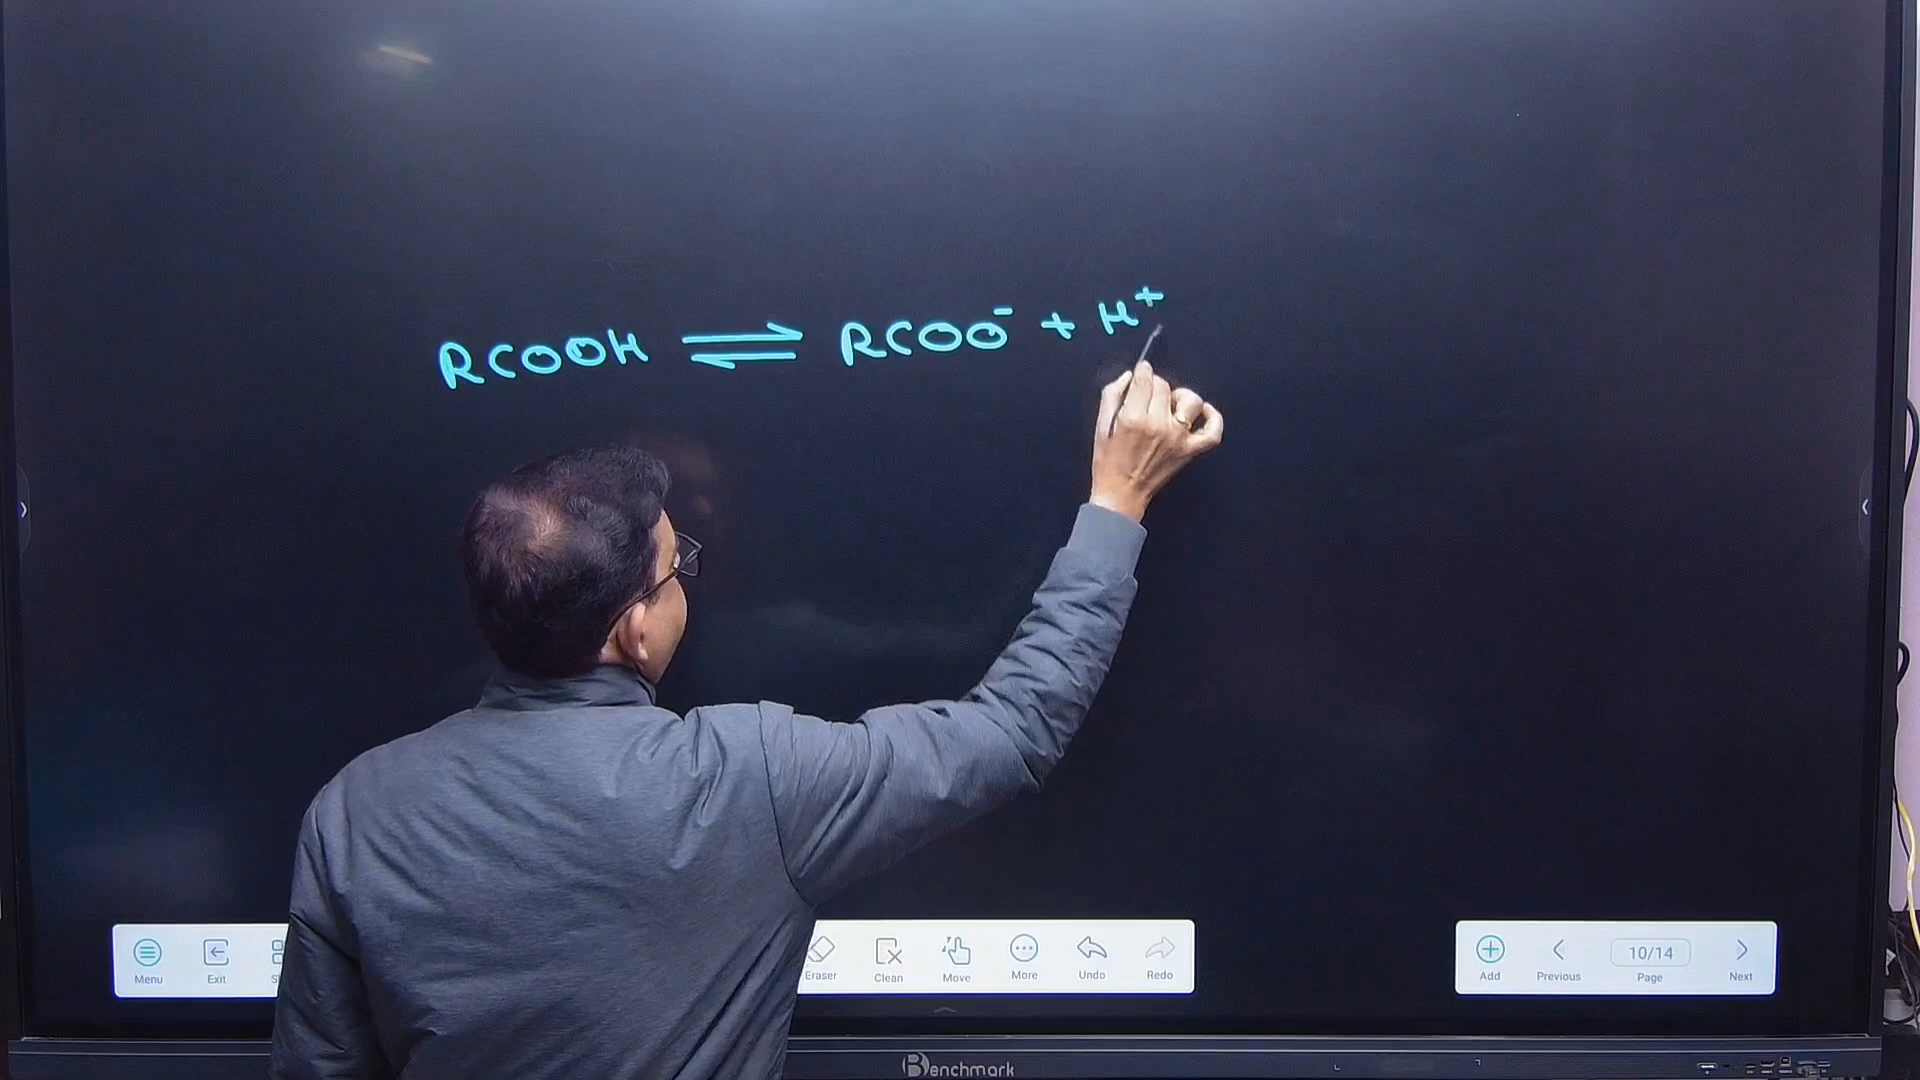 RCOOH ⇌ RCOO⁻ + H⁺
Menu
Exit
Eraser
Clean
Move
More
Undo
Redo
Add
Previous
10/14
Page
Next
Benchmark